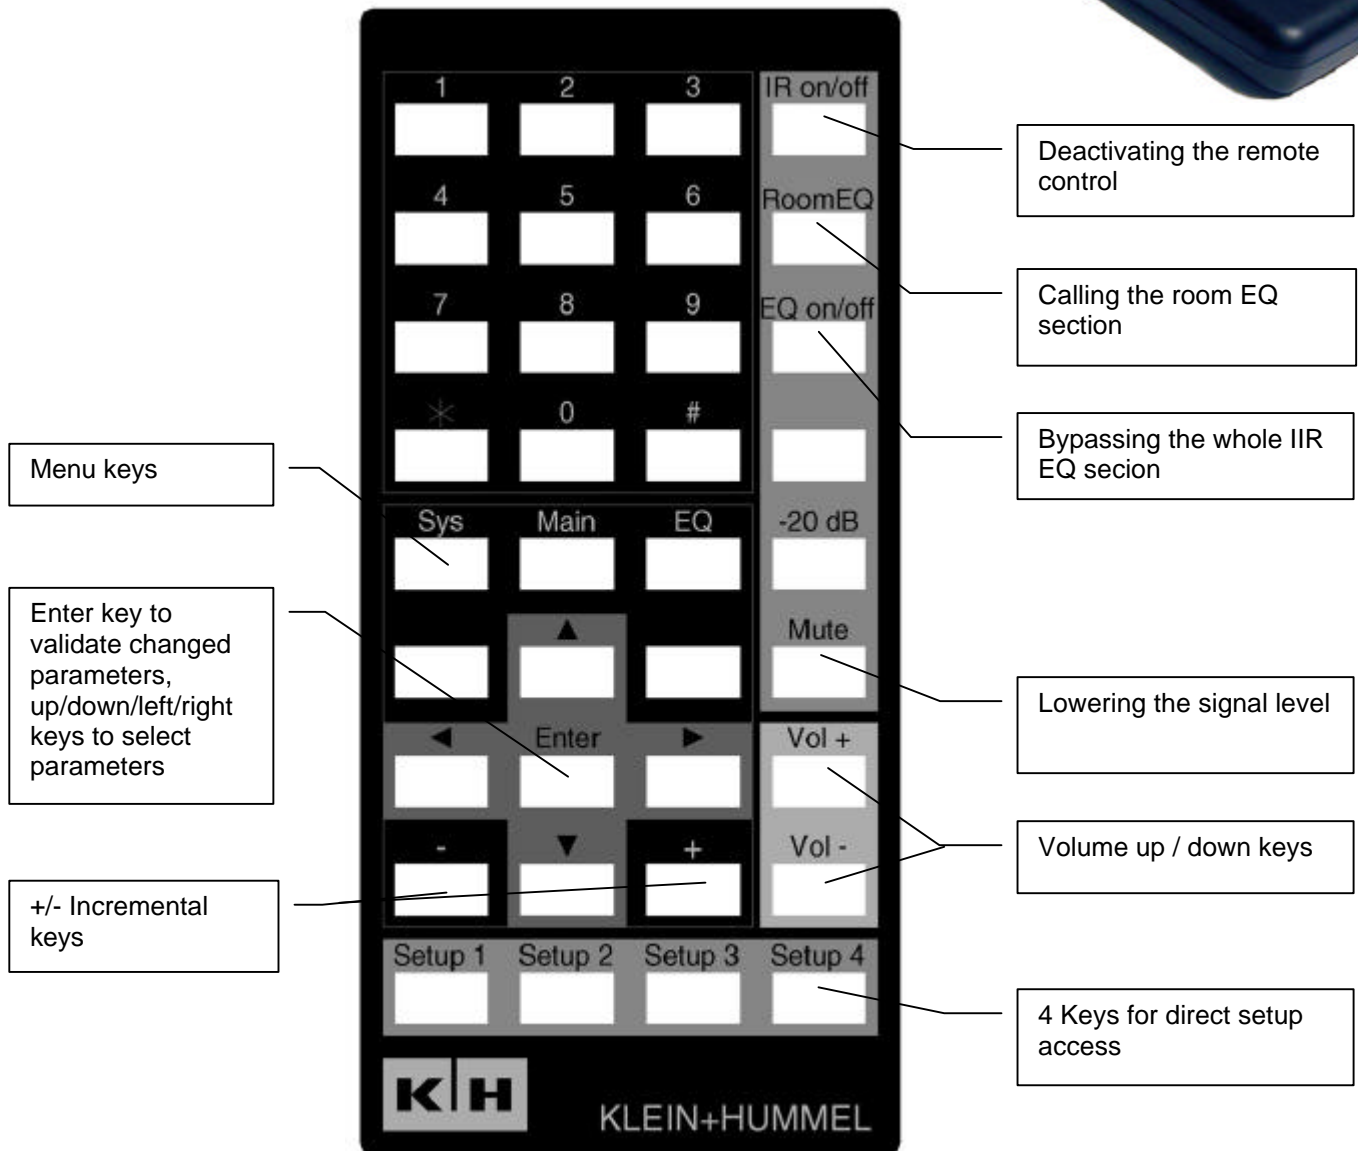 1 2 3 IR on/off
4 5 6 RoomEQ
7 8 9 EQ on/off
* 0 #
Sys Main EQ -20 dB
▲ Mute
◄ Enter ► Vol +
- ▼ + Vol -
Setup 1 Setup 2 Setup 3 Setup 4
KH
KLEIN+HUMMEL
Menu keys
Enter key to
validate changed
parameters,
up/down/left/right
keys to select
parameters
+/- Incremental
keys
Deactivating the remote
control
Calling the room EQ
section
Bypassing the whole IIR
EQ secion
Lowering the signal level
Volume up / down keys
4 Keys for direct setup
access